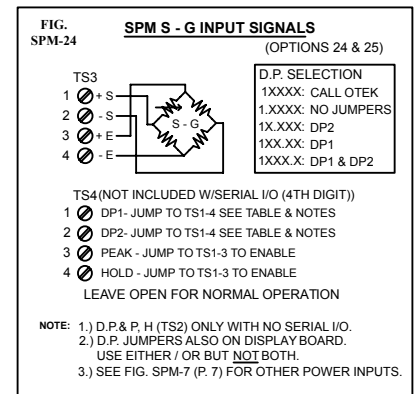 FIG.
SPM-24
SPM S - G INPUT SIGNALS
(OPTIONS 24 & 25)
TS3
1 + S
2 - S
3 + E
4 - E
S - G
D.P. SELECTION
1XXXX: CALL OTEK
1.XXXX: NO JUMPERS
1X.XXX: DP2
1XX.XX: DP1
1XXX.X: DP1 & DP2
TS4 (NOT INCLUDED W/SERIAL I/O (4TH DIGIT))
1 DP1- JUMP TO TS1-4 SEE TABLE & NOTES
2 DP2- JUMP TO TS1-4 SEE TABLE & NOTES
3 PEAK - JUMP TO TS1-3 TO ENABLE
4 HOLD - JUMP TO TS1-3 TO ENABLE
LEAVE OPEN FOR NORMAL OPERATION
NOTE: 1.) D.P.& P, H (TS2) ONLY WITH NO SERIAL I/O.
2.) D.P. JUMPERS ALSO ON DISPLAY BOARD.
USE EITHER / OR BUT NOT BOTH.
3.) SEE FIG. SPM-7 (P. 7) FOR OTHER POWER INPUTS.